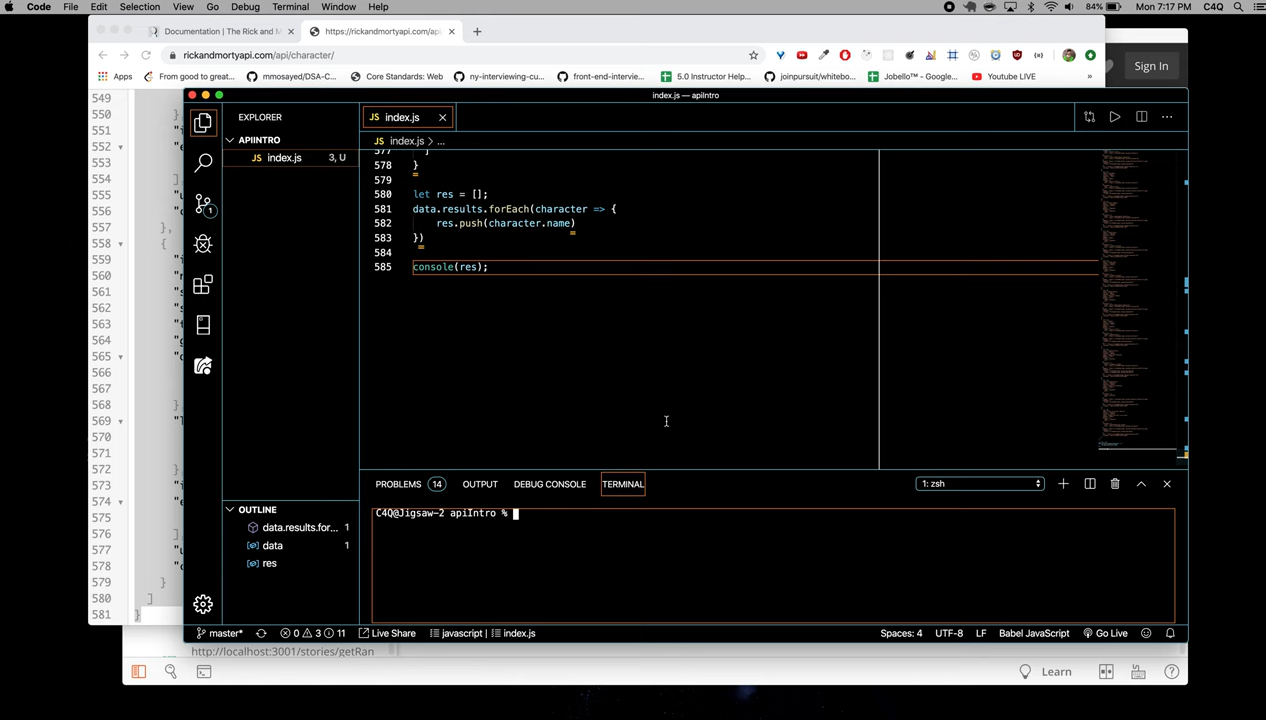 Code File Edit Selection View Go Debug Terminal Window Help
84% Mon 7:17 PM C4Q
Documentation | The Rick and M
https://rickandmortyapi.com/ap
rickandmortyapi.com/api/character/
Apps From good to great... mmosayed/DSA-C... Core Standards: Web ny-interviewing-cu... front-end-intervie... 5.0 Instructor Help... joinpursuit/whitebo... Jobello™ - Google... Youtube LIVE »
Sign In
index.js — apiIntro
EXPLORER
APIINTRO
JS index.js 3, U
JS index.js
JS index.js > ...
577 ]
578 }
579
580 let res = [];
581 data.results.forEach(character => {
582 res.push(character.name)
583 })
584
585 console(res);
549
550
551
552
553
554
555
556
557 },
558 {
559
560
561
562
563
564
565
566
567
568
569
570
571
572
573
574
575
576
577
578
579 }
580 ]
581 }
OUTLINE
data.results.for... 1
data 1
res
PROBLEMS 14 OUTPUT DEBUG CONSOLE TERMINAL 1: zsh
C4Q@Jigsaw-2 apiIntro %
master* 0 3 11 Live Share javascript | index.js Spaces: 4 UTF-8 LF Babel JavaScript Go Live
http://localhost:3001/stories/getRan
Learn